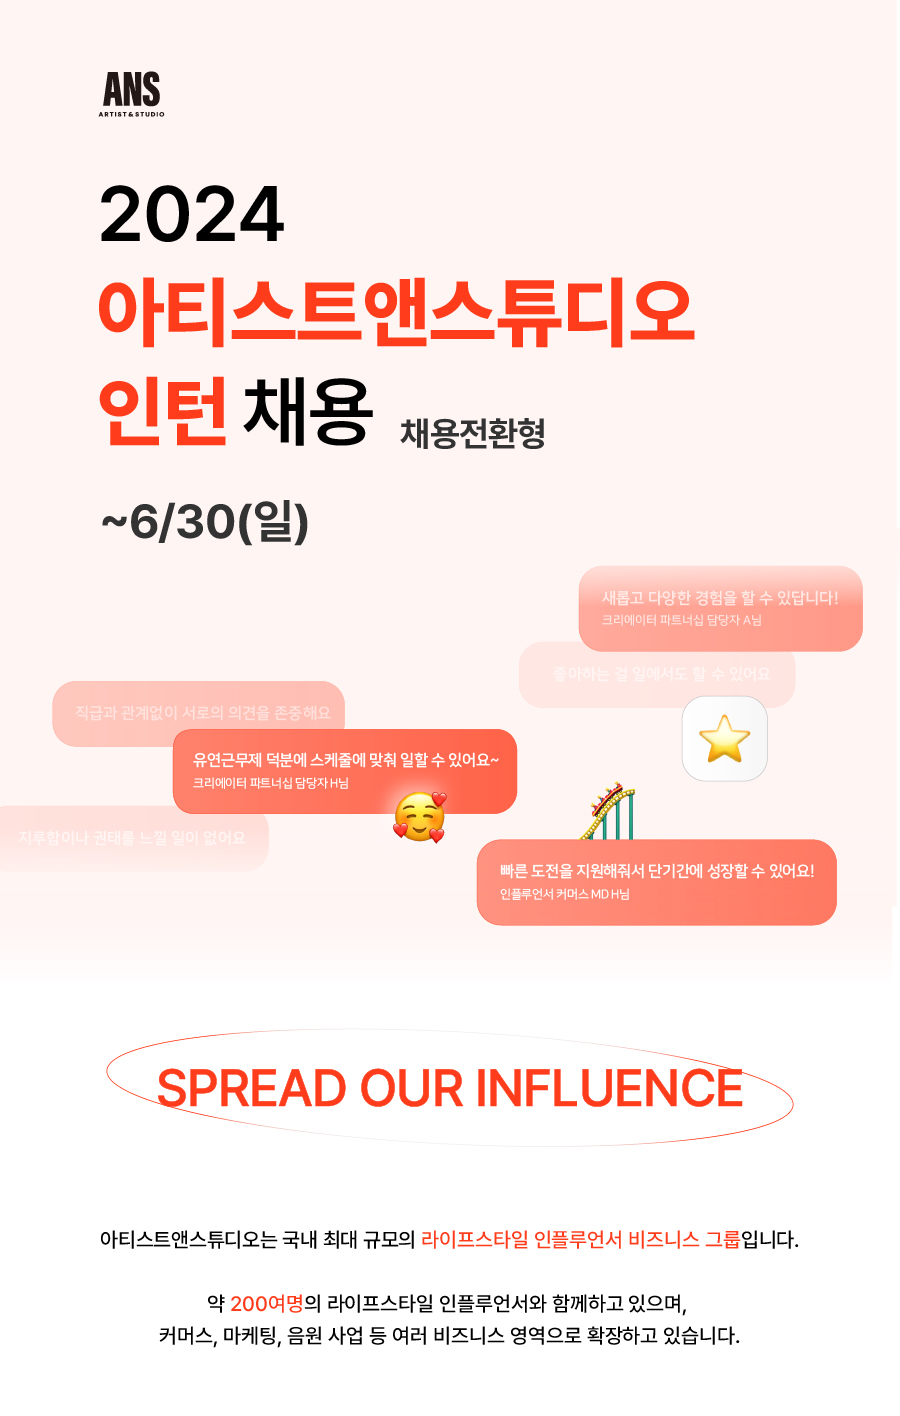 ANS
ARTIST&STUDIO
2024
아티스트앤스튜디오
인턴 채용 채용전환형
~6/30(일)
새롭고 다양한 경험을 할 수 있답니다!
크리에이터 파트너십 담당자 A님
좋아하는 걸 일에서도 할 수 있어요
직급과 관계없이 서로의 의견을 존중해요
유연근무제 덕분에 스케줄에 맞춰 일할 수 있어요~
크리에이터 파트너십 담당자 H님
지루함이나 권태를 느낄 일이 없어요
빠른 도전을 지원해줘서 단기간에 성장할 수 있어요!
인플루언서 커머스 MD H님
SPREAD OUR INFLUENCE
아티스트앤스튜디오는 국내 최대 규모의 라이프스타일 인플루언서 비즈니스 그룹입니다.
약 200여명의 라이프스타일 인플루언서와 함께하고 있으며,
커머스, 마케팅, 음원 사업 등 여러 비즈니스 영역으로 확장하고 있습니다.